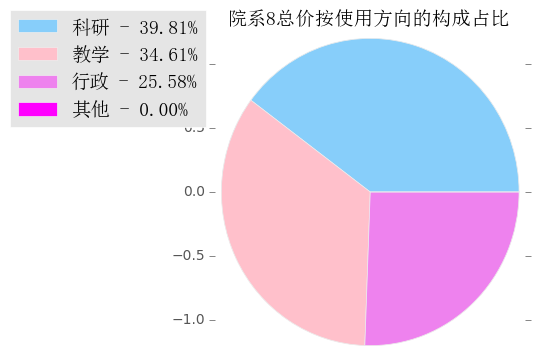 院系8总价按使用方向的构成占比
科研 - 39.81%
教学 - 34.61%
行政 - 25.58%
其他 - 0.00%
0.0
−0.5
−1.0